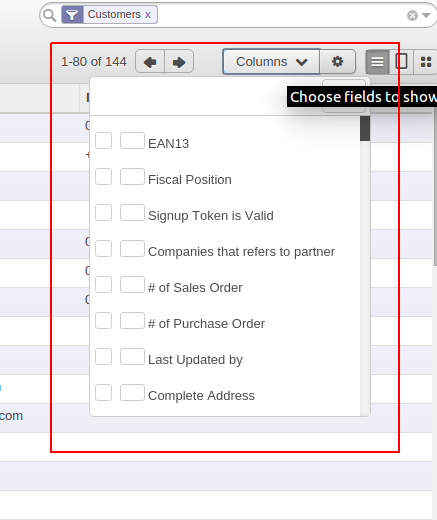 Customers x
1-80 of 144
Columns
Choose fields to show
EAN13
Fiscal Position
Signup Token is Valid
Companies that refers to partner
# of Sales Order
# of Purchase Order
Last Updated by
Complete Address
.com